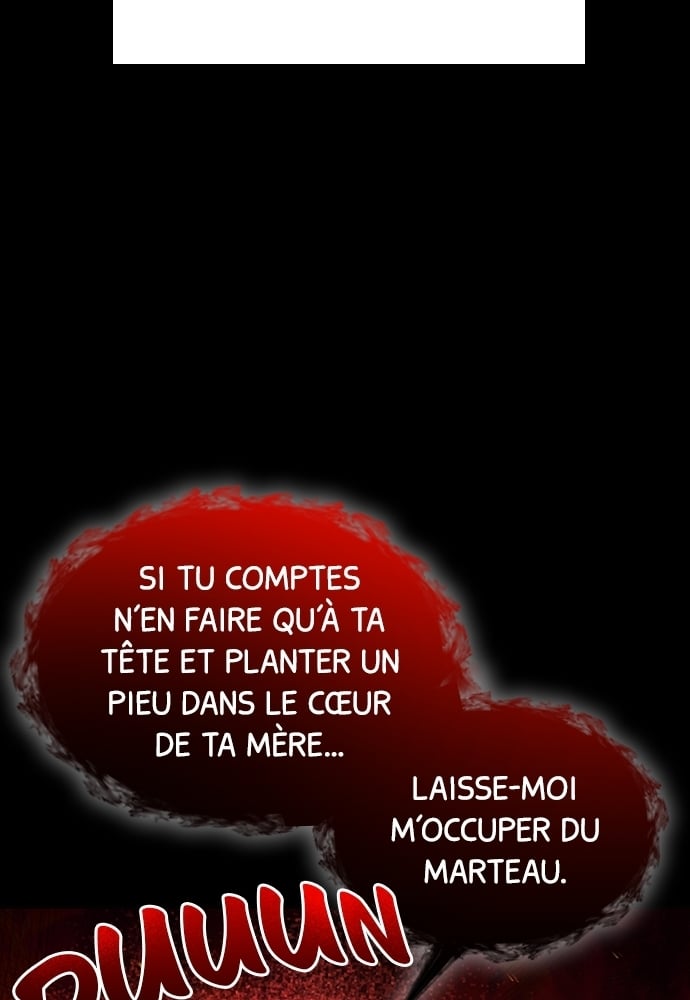 SI TU COMPTES
N'EN FAIRE QU'À TA
TÊTE ET PLANTER UN
PIEU DANS LE CŒUR
DE TA MÈRE...
LAISSE-MOI
M'OCCUPER DU
MARTEAU.